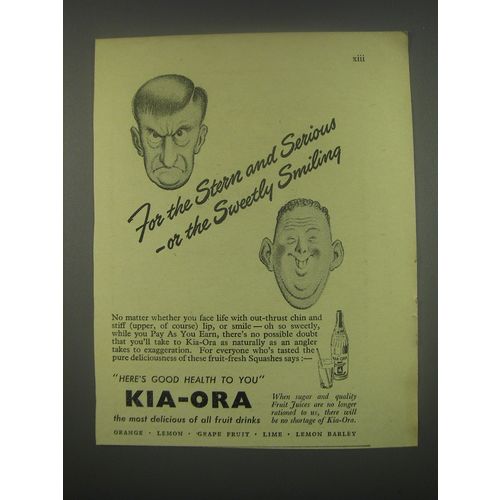 xiii
For the Stern and Serious
—or the Sweetly Smiling
No matter whether you face life with out-thrust chin and
stiff (upper, of course) lip, or smile—oh so sweetly,
while you Pay As You Earn, there's no possible doubt
that you'll take to Kia-Ora as naturally as an angler
takes to exaggeration. For everyone who's tasted the
pure deliciousness of these fruit-fresh Squashes says:—
"HERE'S GOOD HEALTH TO YOU"
KIA-ORA
the most delicious of all fruit drinks
When sugar and quality
Fruit Juices are no longer
rationed to us, there will
be no shortage of Kia-Ora.
ORANGE · LEMON · GRAPE FRUIT · LIME · LEMON BARLEY